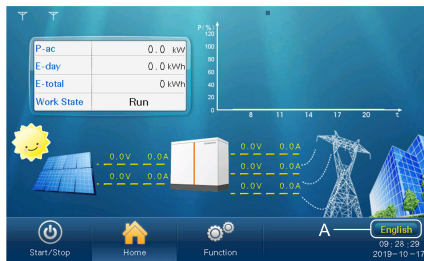 P(%)
120
100
80
60
40
20
0
8 11 14 17 20 t
P-ac 0.0 kW
E-day 0.0 kWh
E-total 0 kWh
Work State Run
0.0V 0.0A
0.0V 0.0A
0.0V 0.0A
0.0V 0.0A
0.0V 0.0A
A
English
Start/Stop
Home
Function
09:28:29
2019-10-17